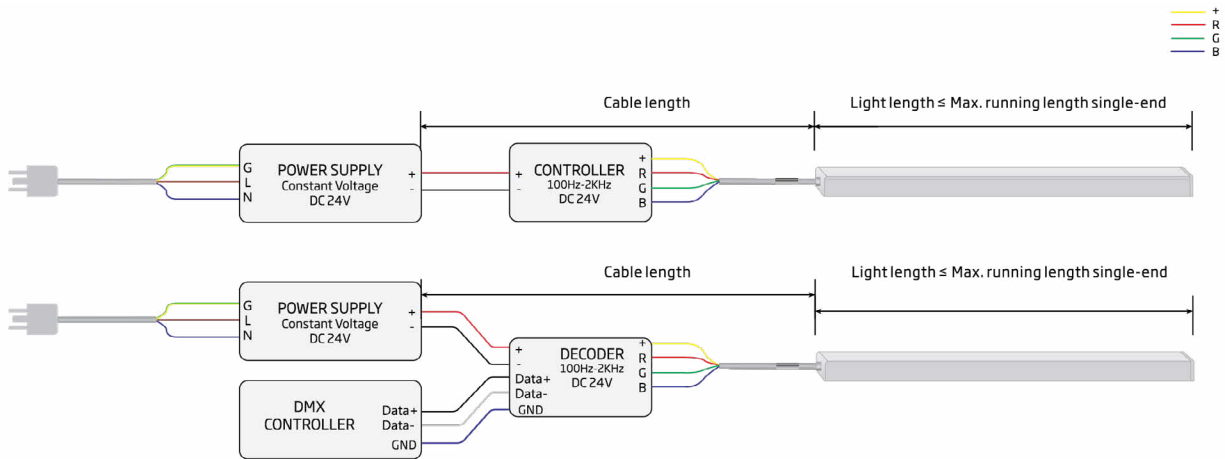 +
R
G
B
Cable length
Light length ≤ Max. running length single-end
G
L
N
POWER SUPPLY
Constant Voltage
DC 24V
+
-
+
-
CONTROLLER
100Hz-2KHz
DC 24V
+
R
G
B
Cable length
Light length ≤ Max. running length single-end
G
L
N
POWER SUPPLY
Constant Voltage
DC 24V
+
-
+
-
Data+
Data-
GND
DECODER
100Hz-2KHz
DC 24V
+
R
G
B
DMX
CONTROLLER
Data+
Data-
GND